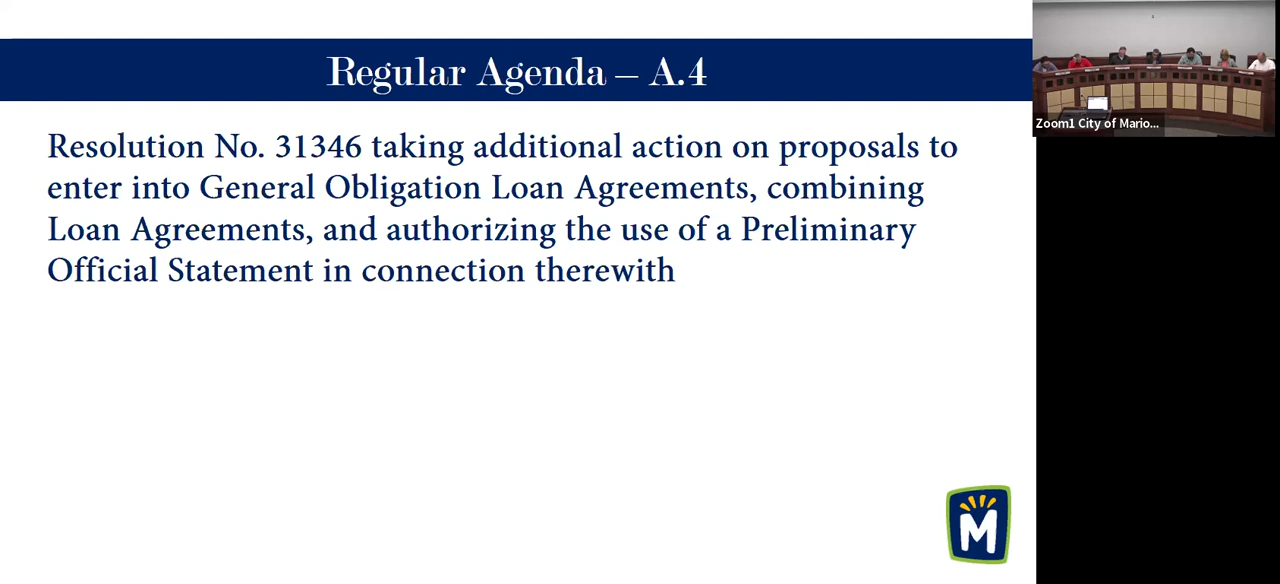 Regular Agenda – A.4
Resolution No. 31346 taking additional action on proposals to
enter into General Obligation Loan Agreements, combining
Loan Agreements, and authorizing the use of a Preliminary
Official Statement in connection therewith
Zoom1 City of Mario...
M